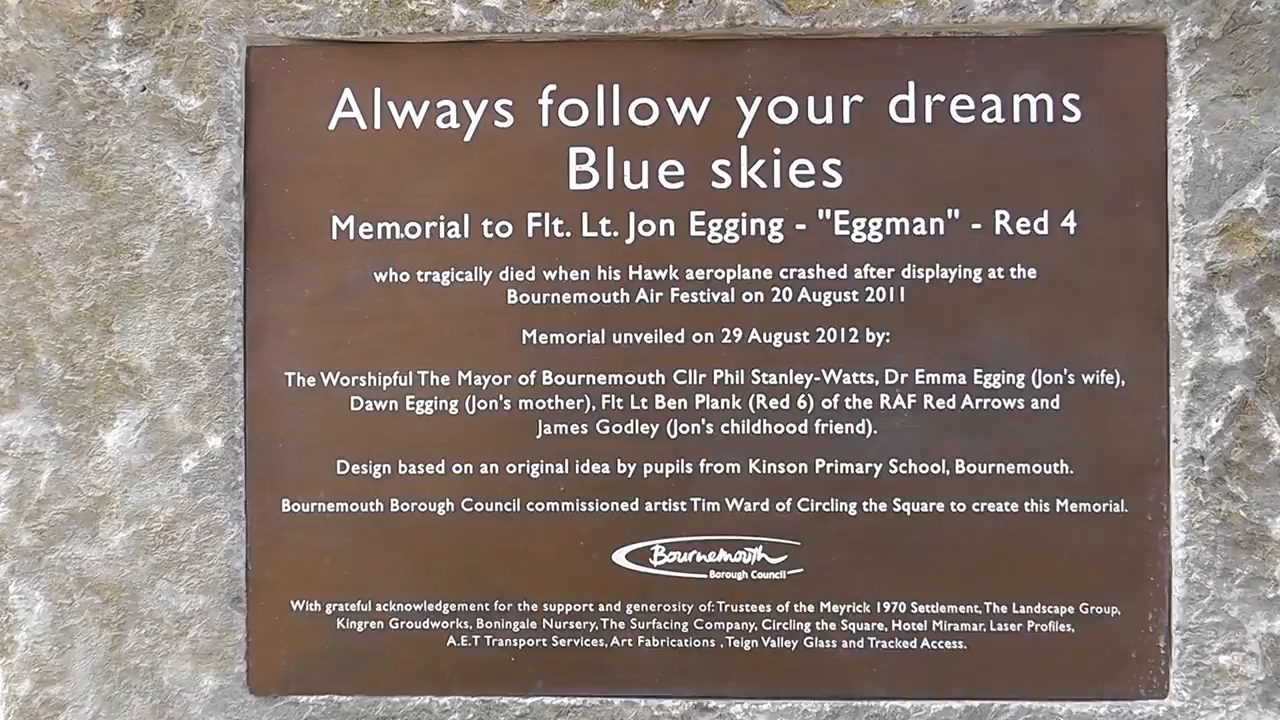 Always follow your dreams
Blue skies
Memorial to Flt. Lt. Jon Egging - "Eggman" - Red 4
who tragically died when his Hawk aeroplane crashed after displaying at the
Bournemouth Air Festival on 20 August 2011
Memorial unveiled on 29 August 2012 by:
The Worshipful The Mayor of Bournemouth Cllr Phil Stanley-Watts, Dr Emma Egging (Jon's wife),
Dawn Egging (Jon's mother), Flt Lt Ben Plank (Red 6) of the RAF Red Arrows and
James Godley (Jon's childhood friend).
Design based on an original idea by pupils from Kinson Primary School, Bournemouth.
Bournemouth Borough Council commissioned artist Tim Ward of Circling the Square to create this Memorial.
Bournemouth
Borough Council
With grateful acknowledgement for the support and generosity of: Trustees of the Meyrick 1970 Settlement, The Landscape Group,
Kingren Groudworks, Boningale Nursery, The Surfacing Company, Circling the Square, Hotel Miramar, Laser Profiles,
A.E.T Transport Services, Art Fabrications , Teign Valley Glass and Tracked Access.